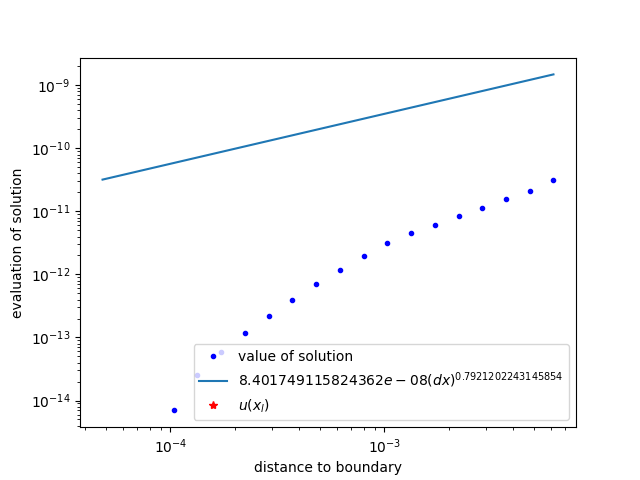 10^{-9}
10^{-10}
10^{-11}
10^{-12}
10^{-13}
10^{-14}
evaluation of solution
value of solution
8.401749115824362e − 08(dx)^{0.7921202243145854}
u(x_l)
10^{-4}
10^{-3}
distance to boundary